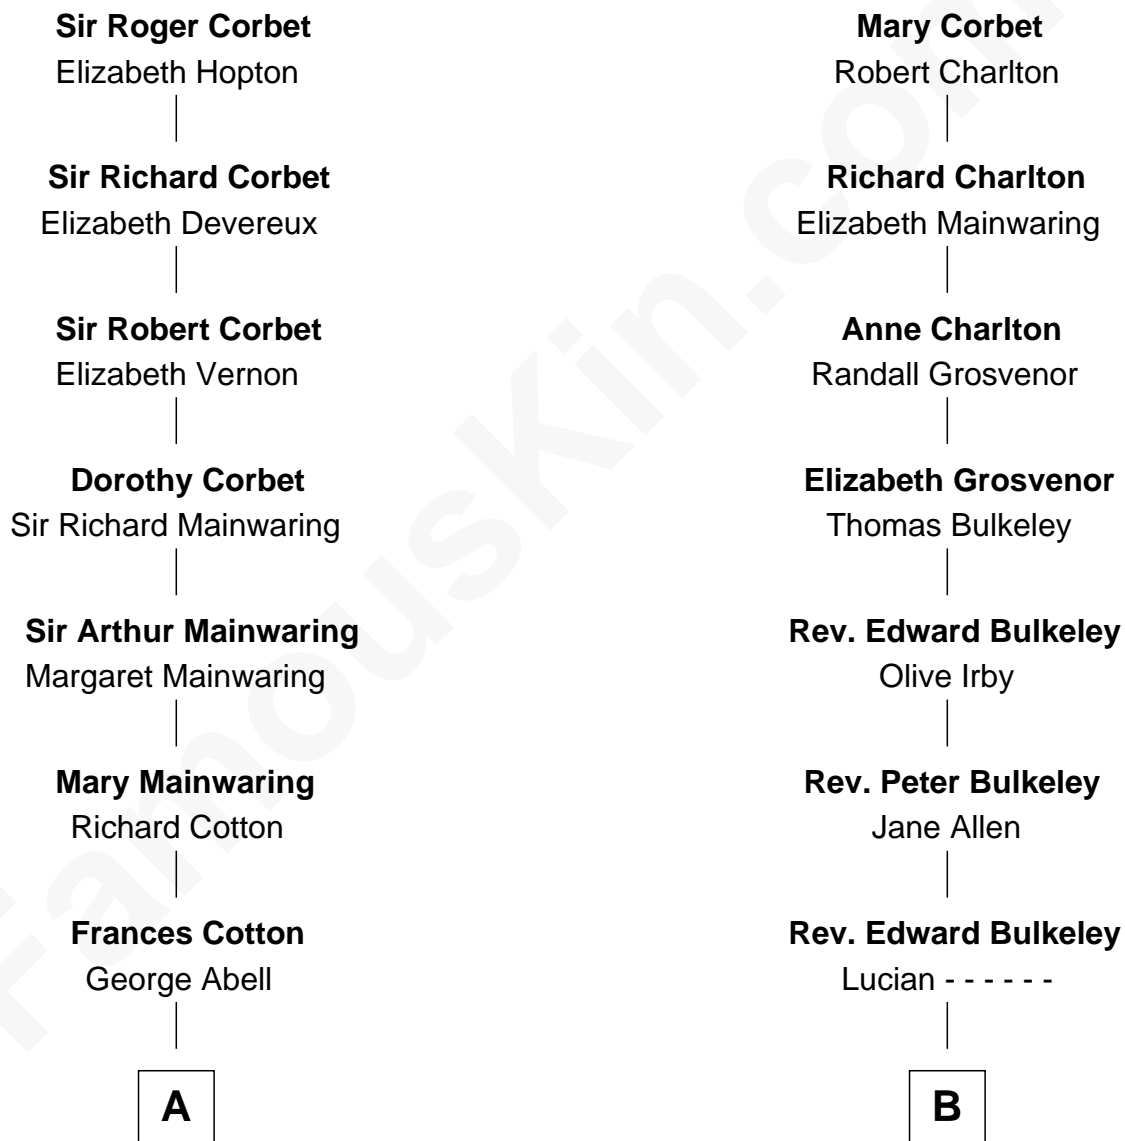 Sir Roger Corbet
Elizabeth Hopton
Sir Richard Corbet
Elizabeth Devereux
Sir Robert Corbet
Elizabeth Vernon
Dorothy Corbet
Sir Richard Mainwaring
Sir Arthur Mainwaring
Margaret Mainwaring
Mary Mainwaring
Richard Cotton
Frances Cotton
George Abell
A
Mary Corbet
Robert Charlton
Richard Charlton
Elizabeth Mainwaring
Anne Charlton
Randall Grosvenor
Elizabeth Grosvenor
Thomas Bulkeley
Rev. Edward Bulkeley
Olive Irby
Rev. Peter Bulkeley
Jane Allen
Rev. Edward Bulkeley
Lucian - - - - - -
B
FamousKin.com